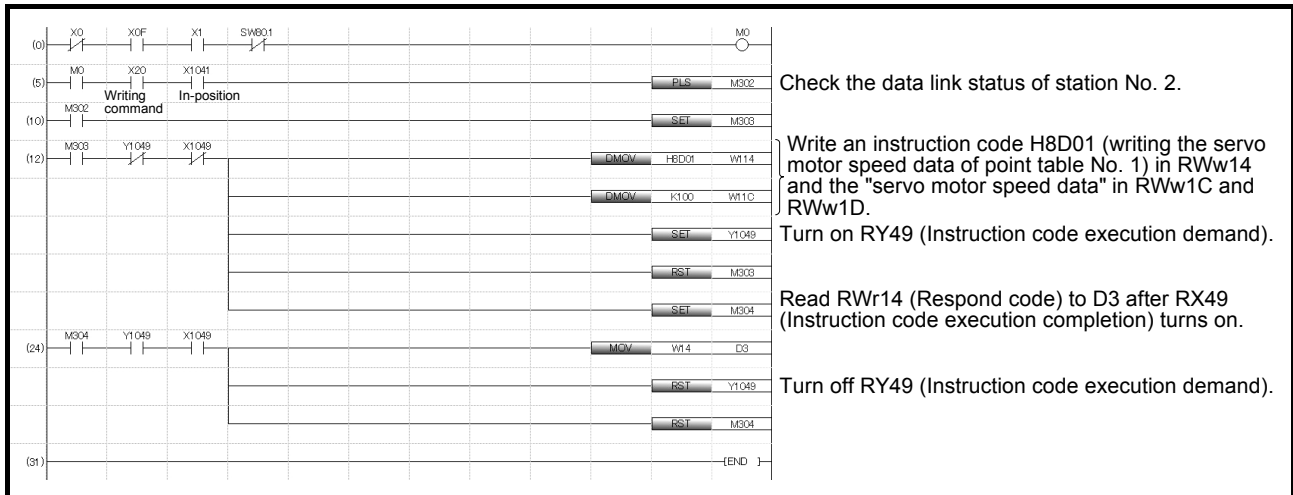 X0 X0F X1 SW80.1 M0
(0)
M0 X20 X1041
(5) PLS M302 Check the data link status of station No. 2.
Writing In-position
command
M302
(10) SET M303
M303 Y1049 X1049
(12) DMOV H8D01 W114
Write an instruction code H8D01 (writing the servo
motor speed data of point table No. 1) in RWw14
and the "servo motor speed data" in RWw1C and
RWw1D.
DMOV K100 W11C
SET Y1049 Turn on RY49 (Instruction code execution demand).
RST M303
SET M304
Read RWr14 (Respond code) to D3 after RX49
(Instruction code execution completion) turns on.
M304 Y1049 X1049
(24) MOV W14 D3
RST Y1049 Turn off RY49 (Instruction code execution demand).
RST M304
(31) [END ]